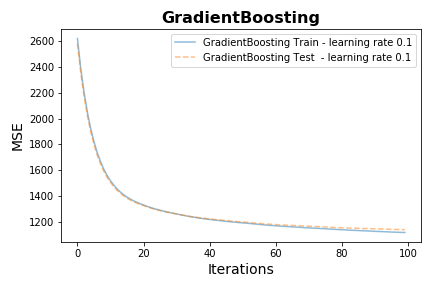 GradientBoosting
GradientBoosting Train - learning rate 0.1
GradientBoosting Test  - learning rate 0.1
MSE
2600
2400
2200
2000
1800
1600
1400
1200
0 20 40 60 80 100
Iterations